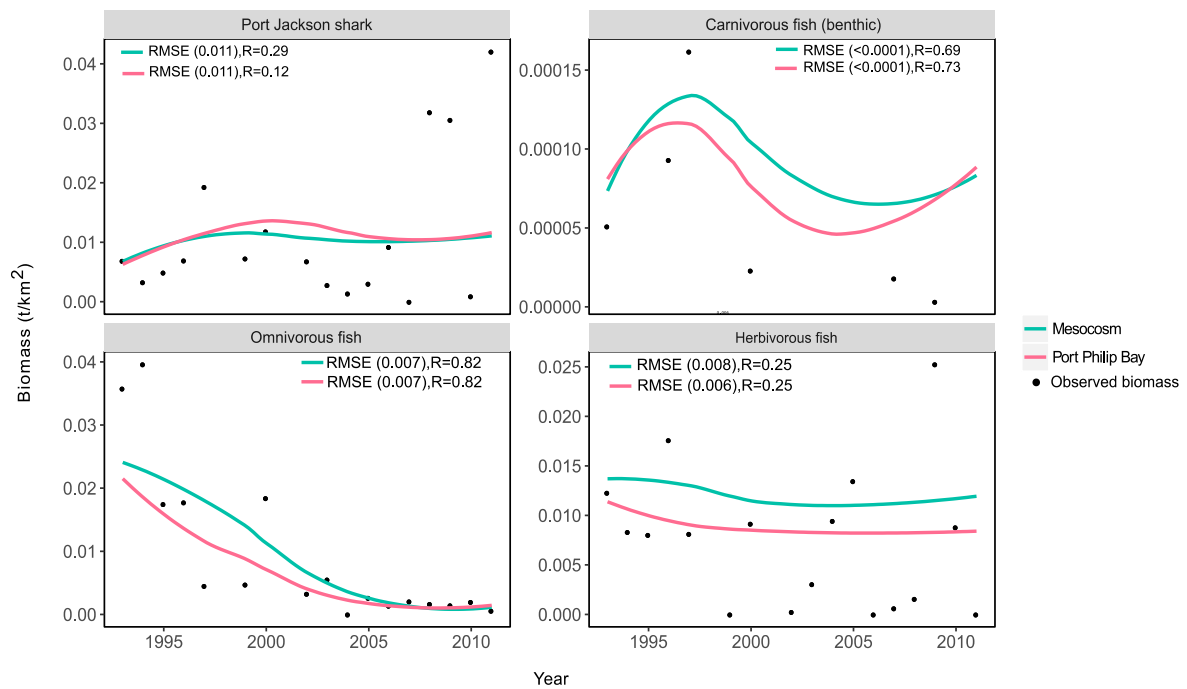 Port Jackson shark
RMSE (0.011),R=0.29
RMSE (0.011),R=0.12
0.04
0.03
0.02
0.01
0.00
Carnivorous fish (benthic)
RMSE (<0.0001),R=0.69
RMSE (<0.0001),R=0.73
0.00015
0.00010
0.00005
0.00000
Omnivorous fish
RMSE (0.007),R=0.82
RMSE (0.007),R=0.82
0.04
0.03
0.02
0.01
0.00
1995
2000
2005
2010
Herbivorous fish
RMSE (0.008),R=0.25
RMSE (0.006),R=0.25
0.025
0.020
0.015
0.010
0.005
0.000
1995
2000
2005
2010
Biomass (t/km²)
Year
Mesocosm
Port Philip Bay
Observed biomass